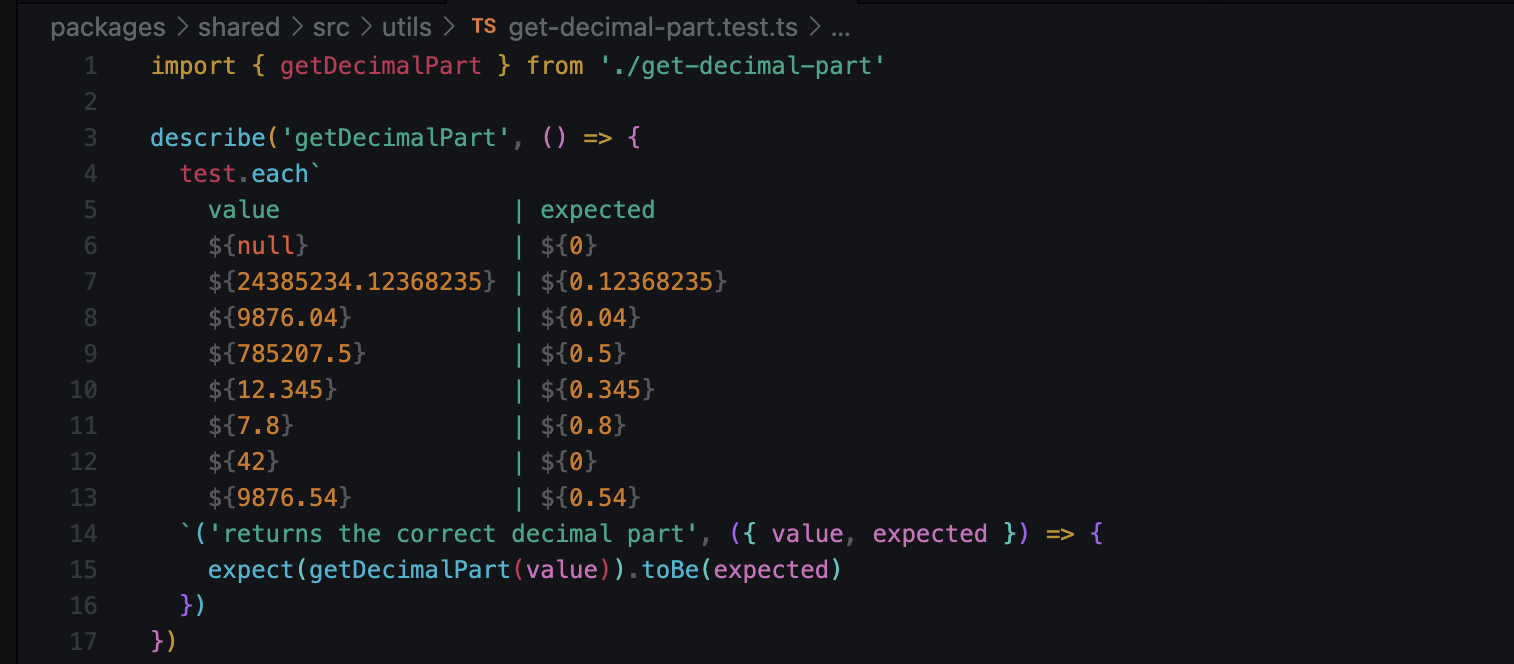 packages > shared > src > utils > TS get-decimal-part.test.ts > ...
1 import { getDecimalPart } from './get-decimal-part'
2
3 describe('getDecimalPart', () => {
4   test.each`
5     value                | expected
6     ${null}              | ${0}
7     ${24385234.12368235} | ${0.12368235}
8     ${9876.04}           | ${0.04}
9     ${785207.5}          | ${0.5}
10     ${12.345}            | ${0.345}
11     ${7.8}               | ${0.8}
12     ${42}                | ${0}
13     ${9876.54}           | ${0.54}
14   `('returns the correct decimal part', ({ value, expected }) => {
15     expect(getDecimalPart(value)).toBe(expected)
16   })
17 })